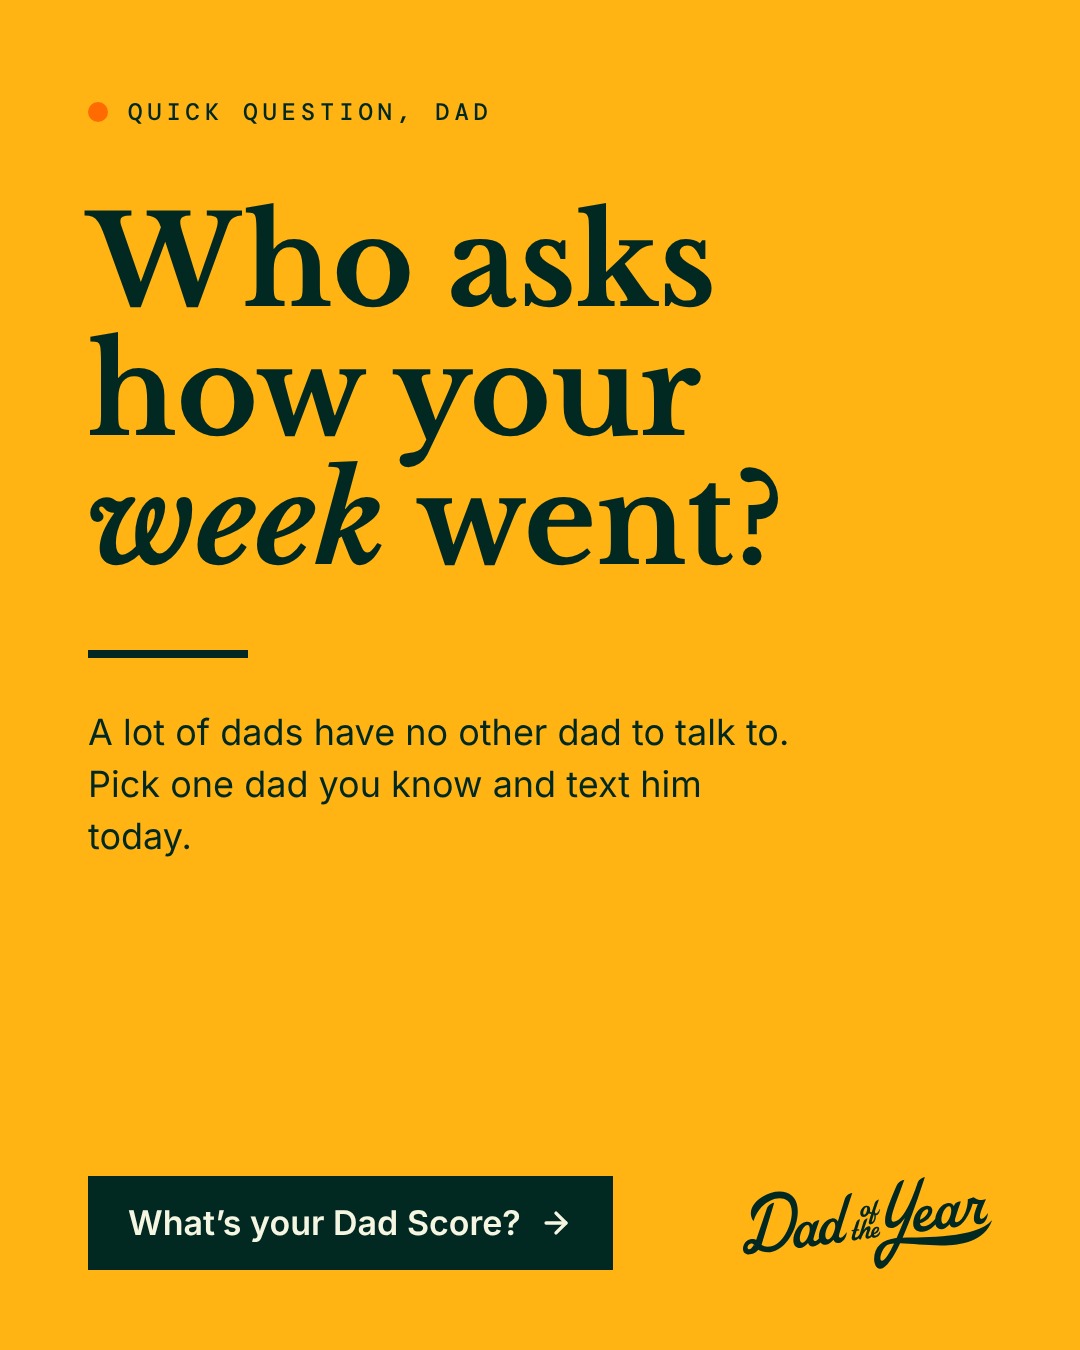 QUICK QUESTION, DAD
Who asks
how your
week went?
A lot of dads have no other dad to talk to.
Pick one dad you know and text him
today.
What’s your Dad Score? →
Dad of the Year